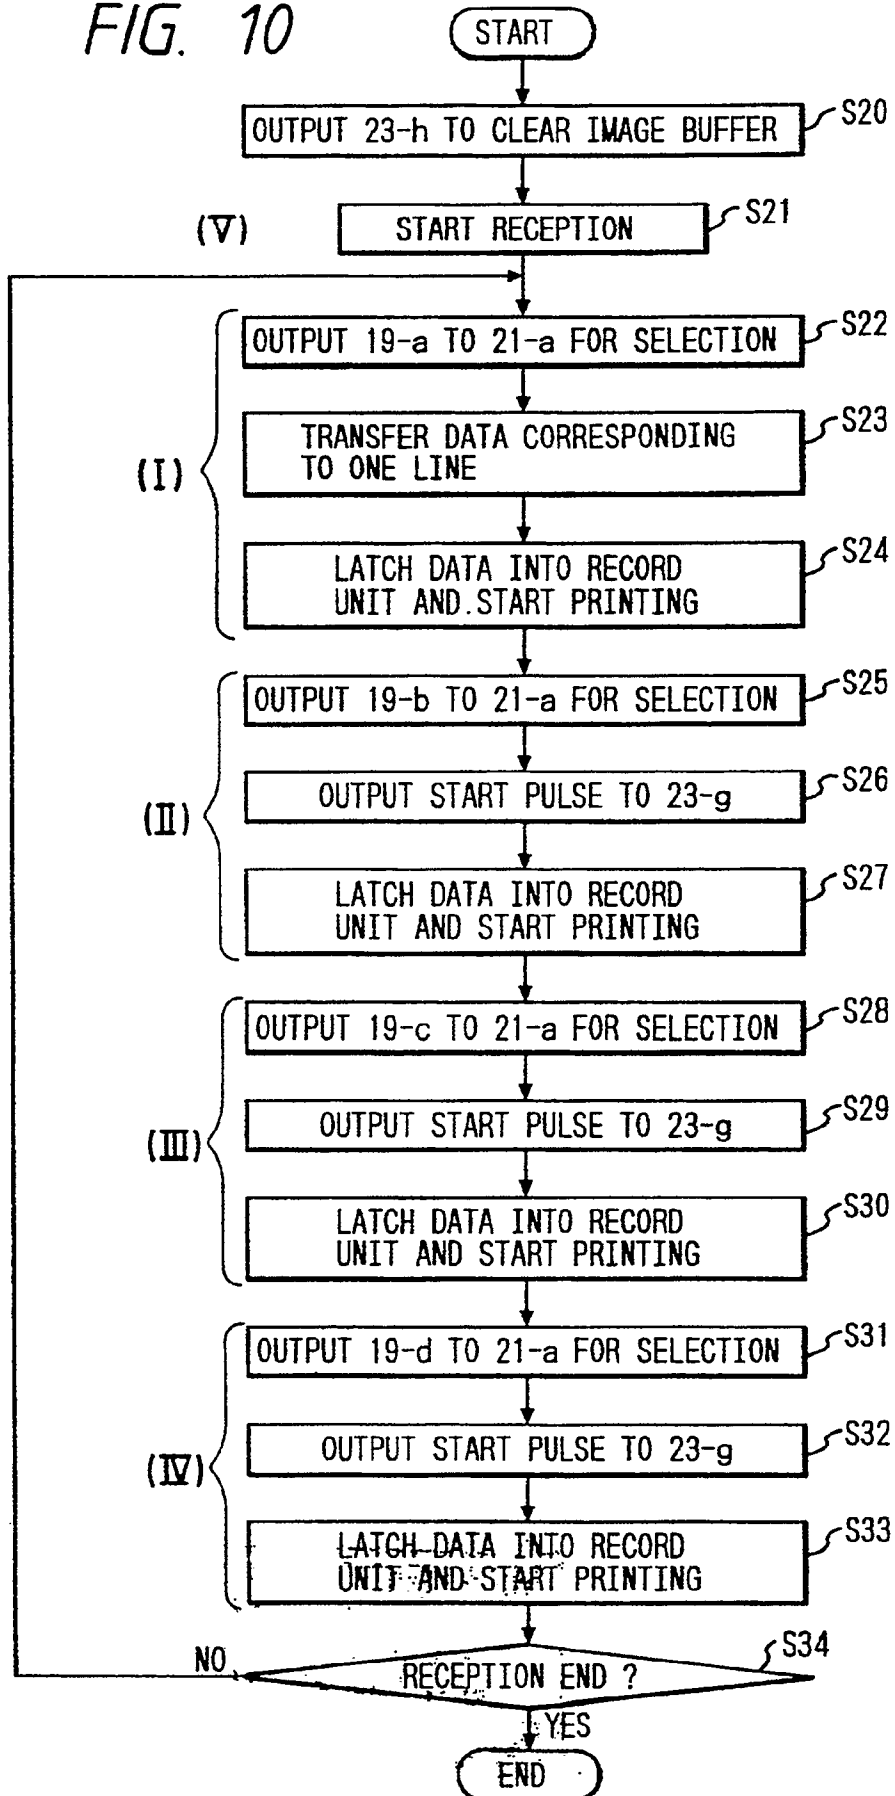 FIG. 10
START
OUTPUT 23-h TO CLEAR IMAGE BUFFER
S20
(V)
START RECEPTION
S21
OUTPUT 19-a TO 21-a FOR SELECTION
S22
(I)
TRANSFER DATA CORRESPONDING
TO ONE LINE
S23
LATCH DATA INTO RECORD
UNIT AND START PRINTING
S24
OUTPUT 19-b TO 21-a FOR SELECTION
S25
(II)
OUTPUT START PULSE TO 23-g
S26
LATCH DATA INTO RECORD
UNIT AND START PRINTING
S27
OUTPUT 19-c TO 21-a FOR SELECTION
S28
(III)
OUTPUT START PULSE TO 23-g
S29
LATCH DATA INTO RECORD
UNIT AND START PRINTING
S30
OUTPUT 19-d TO 21-a FOR SELECTION
S31
(IV)
OUTPUT START PULSE TO 23-g
S32
LATCH DATA INTO RECORD
UNIT AND START PRINTING
S33
RECEPTION END ?
S34
NO
YES
END